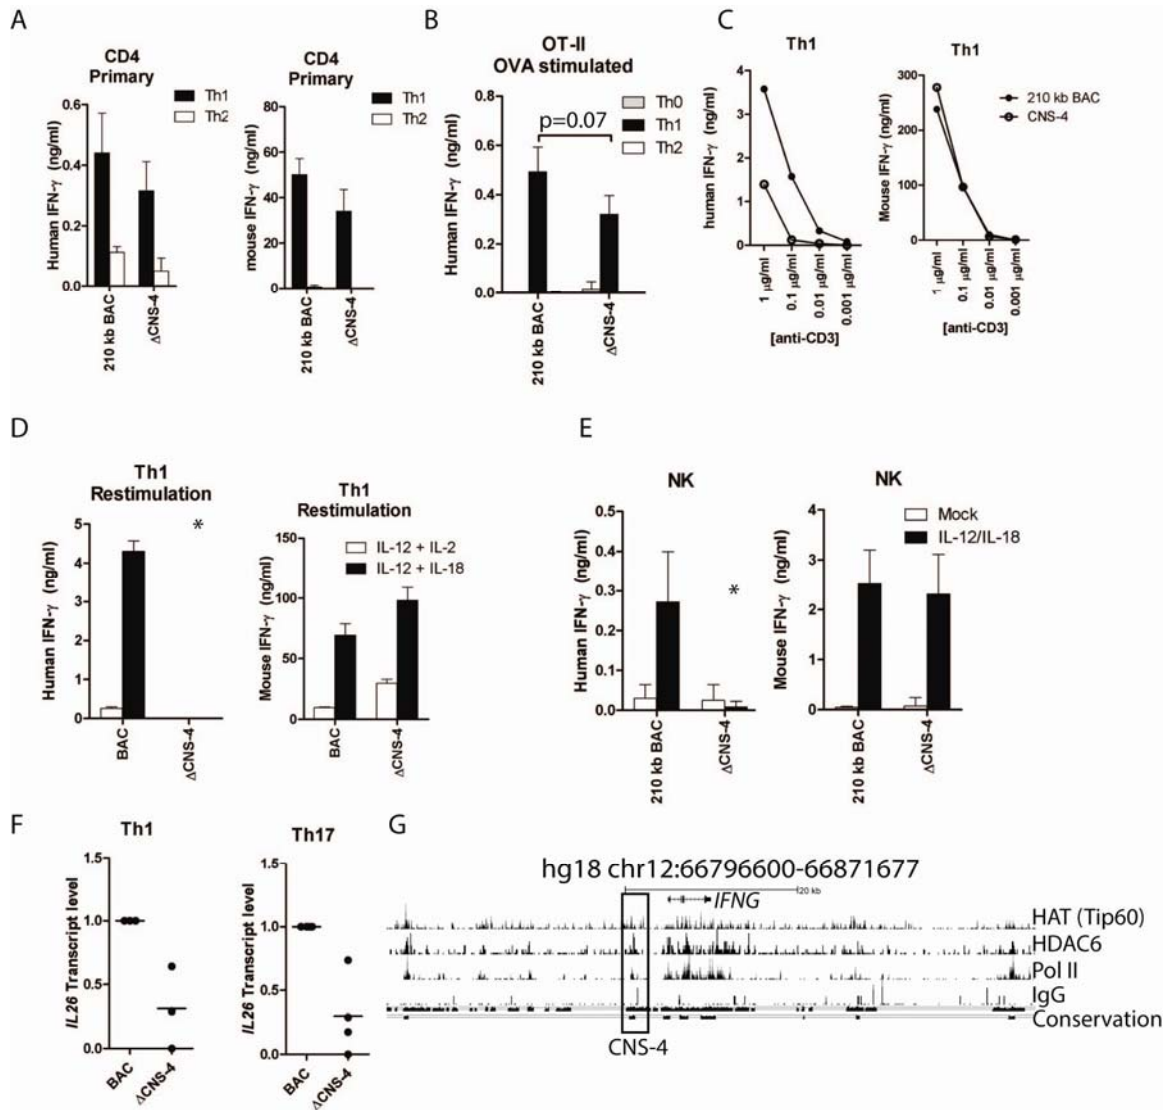 A
CD4
Primary
Human IFN-γ (ng/ml)
0.6
0.4
0.2
0.0
Th1
Th2
210 kb BAC
ΔCNS-4
CD4
Primary
mouse IFN-γ (ng/ml)
80
60
40
20
0
Th1
Th2
210 kb BAC
ΔCNS-4
B
OT-II
OVA stimulated
Human IFN-γ (ng/ml)
0.8
0.6
0.4
0.2
0.0
p=0.07
Th0
Th1
Th2
210 kb BAC
ΔCNS-4
C
Th1
human IFN-γ (ng/ml)
4
3
2
1
0
1 µg/ml
0.1 µg/ml
0.01 µg/ml
0.001 µg/ml
[anti-CD3]
Th1
Mouse IFN-γ (ng/ml)
300
200
100
0
1 µg/ml
0.1 µg/ml
0.01 µg/ml
0.001 µg/ml
[anti-CD3]
210 kb BAC
CNS-4
D
Th1
Restimulation
Human IFN-γ (ng/ml)
5
4
3
2
1
0
*
BAC
ΔCNS-4
Th1
Restimulation
Mouse IFN-γ (ng/ml)
150
100
50
0
IL-12 + IL-2
IL-12 + IL-18
BAC
ΔCNS-4
E
NK
Human IFN-γ (ng/ml)
0.5
0.4
0.3
0.2
0.1
0.0
*
210 kb BAC
ΔCNS-4
NK
Mouse IFN-γ (ng/ml)
4
3
2
1
0
Mock
IL-12/IL-18
210 kb BAC
ΔCNS-4
F
Th1
IL26 Transcript level
1.5
1.0
0.5
0.0
BAC
ΔCNS-4
Th17
IL26 Transcript level
1.5
1.0
0.5
0.0
BAC
ΔCNS-4
G
hg18 chr12:66796600-66871677
20 kb
IFNG
HAT (Tip60)
HDAC6
Pol II
IgG
Conservation
CNS-4